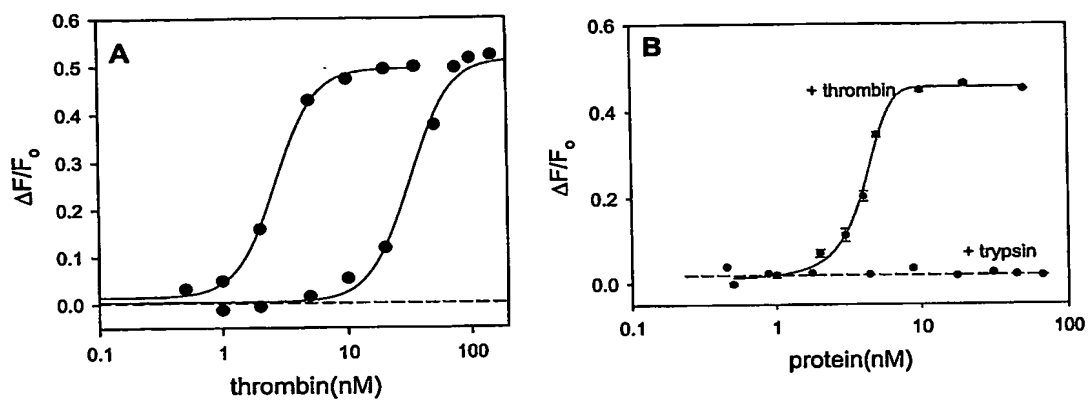 A
0.6
0.5
0.4
0.3
0.2
0.1
0.0
ΔF/Fo
0.1
1
10
100
thrombin(nM)
B
0.6
0.4
0.2
0.0
ΔF/Fo
+ thrombin
+ trypsin
0.1
1
10
100
protein(nM)